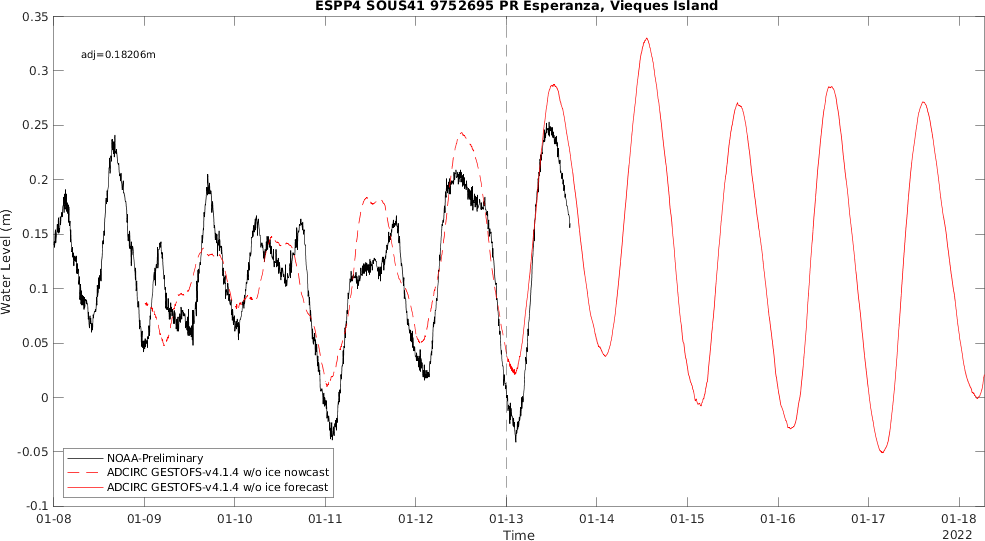 ESPP4 SOUS41 9752695 PR Esperanza, Vieques Island
adj=0.18206m
Water Level (m)
0.35
0.3
0.25
0.2
0.15
0.1
0.05
0
-0.05
-0.1
NOAA-Preliminary
ADCIRC GESTOFS-v4.1.4 w/o ice nowcast
ADCIRC GESTOFS-v4.1.4 w/o ice forecast
01-08 01-09 01-10 01-11 01-12 01-13 01-14 01-15 01-16 01-17 01-18
Time
2022